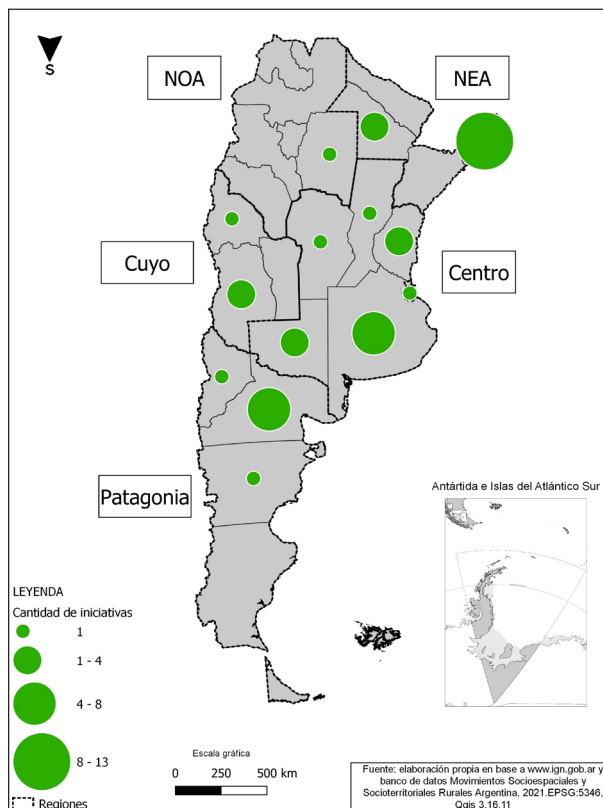 S
NOA
NEA
Cuyo
Centro
Patagonia
Antártida e Islas del Atlántico Sur
LEYENDA
Cantidad de iniciativas
1
1 - 4
4 - 8
8 - 13
Regiones
Escala gráfica
0 250 500 km
Fuente: elaboración propia en base a www.ign.gob.ar y
banco de datos Movimientos Socioespaciales y
Socioterritoriales Rurales Argentina, 2021.EPSG:5346,
Qgis 3.16.11